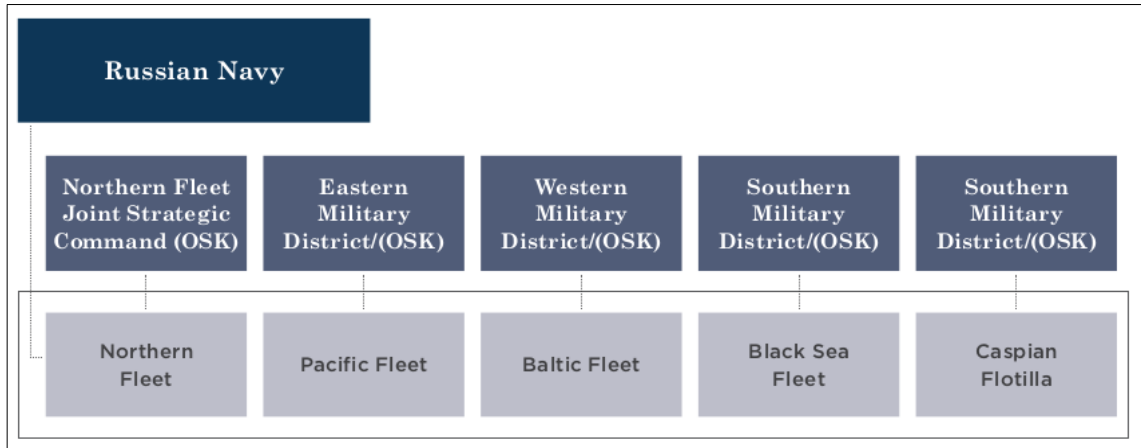 Russian Navy
Northern Fleet
Joint Strategic
Command (OSK)
Eastern
Military
District/(OSK)
Western
Military
District/(OSK)
Southern
Military
District/(OSK)
Southern
Military
District/(OSK)
Northern
Fleet
Pacific Fleet
Baltic Fleet
Black Sea
Fleet
Caspian
Flotilla